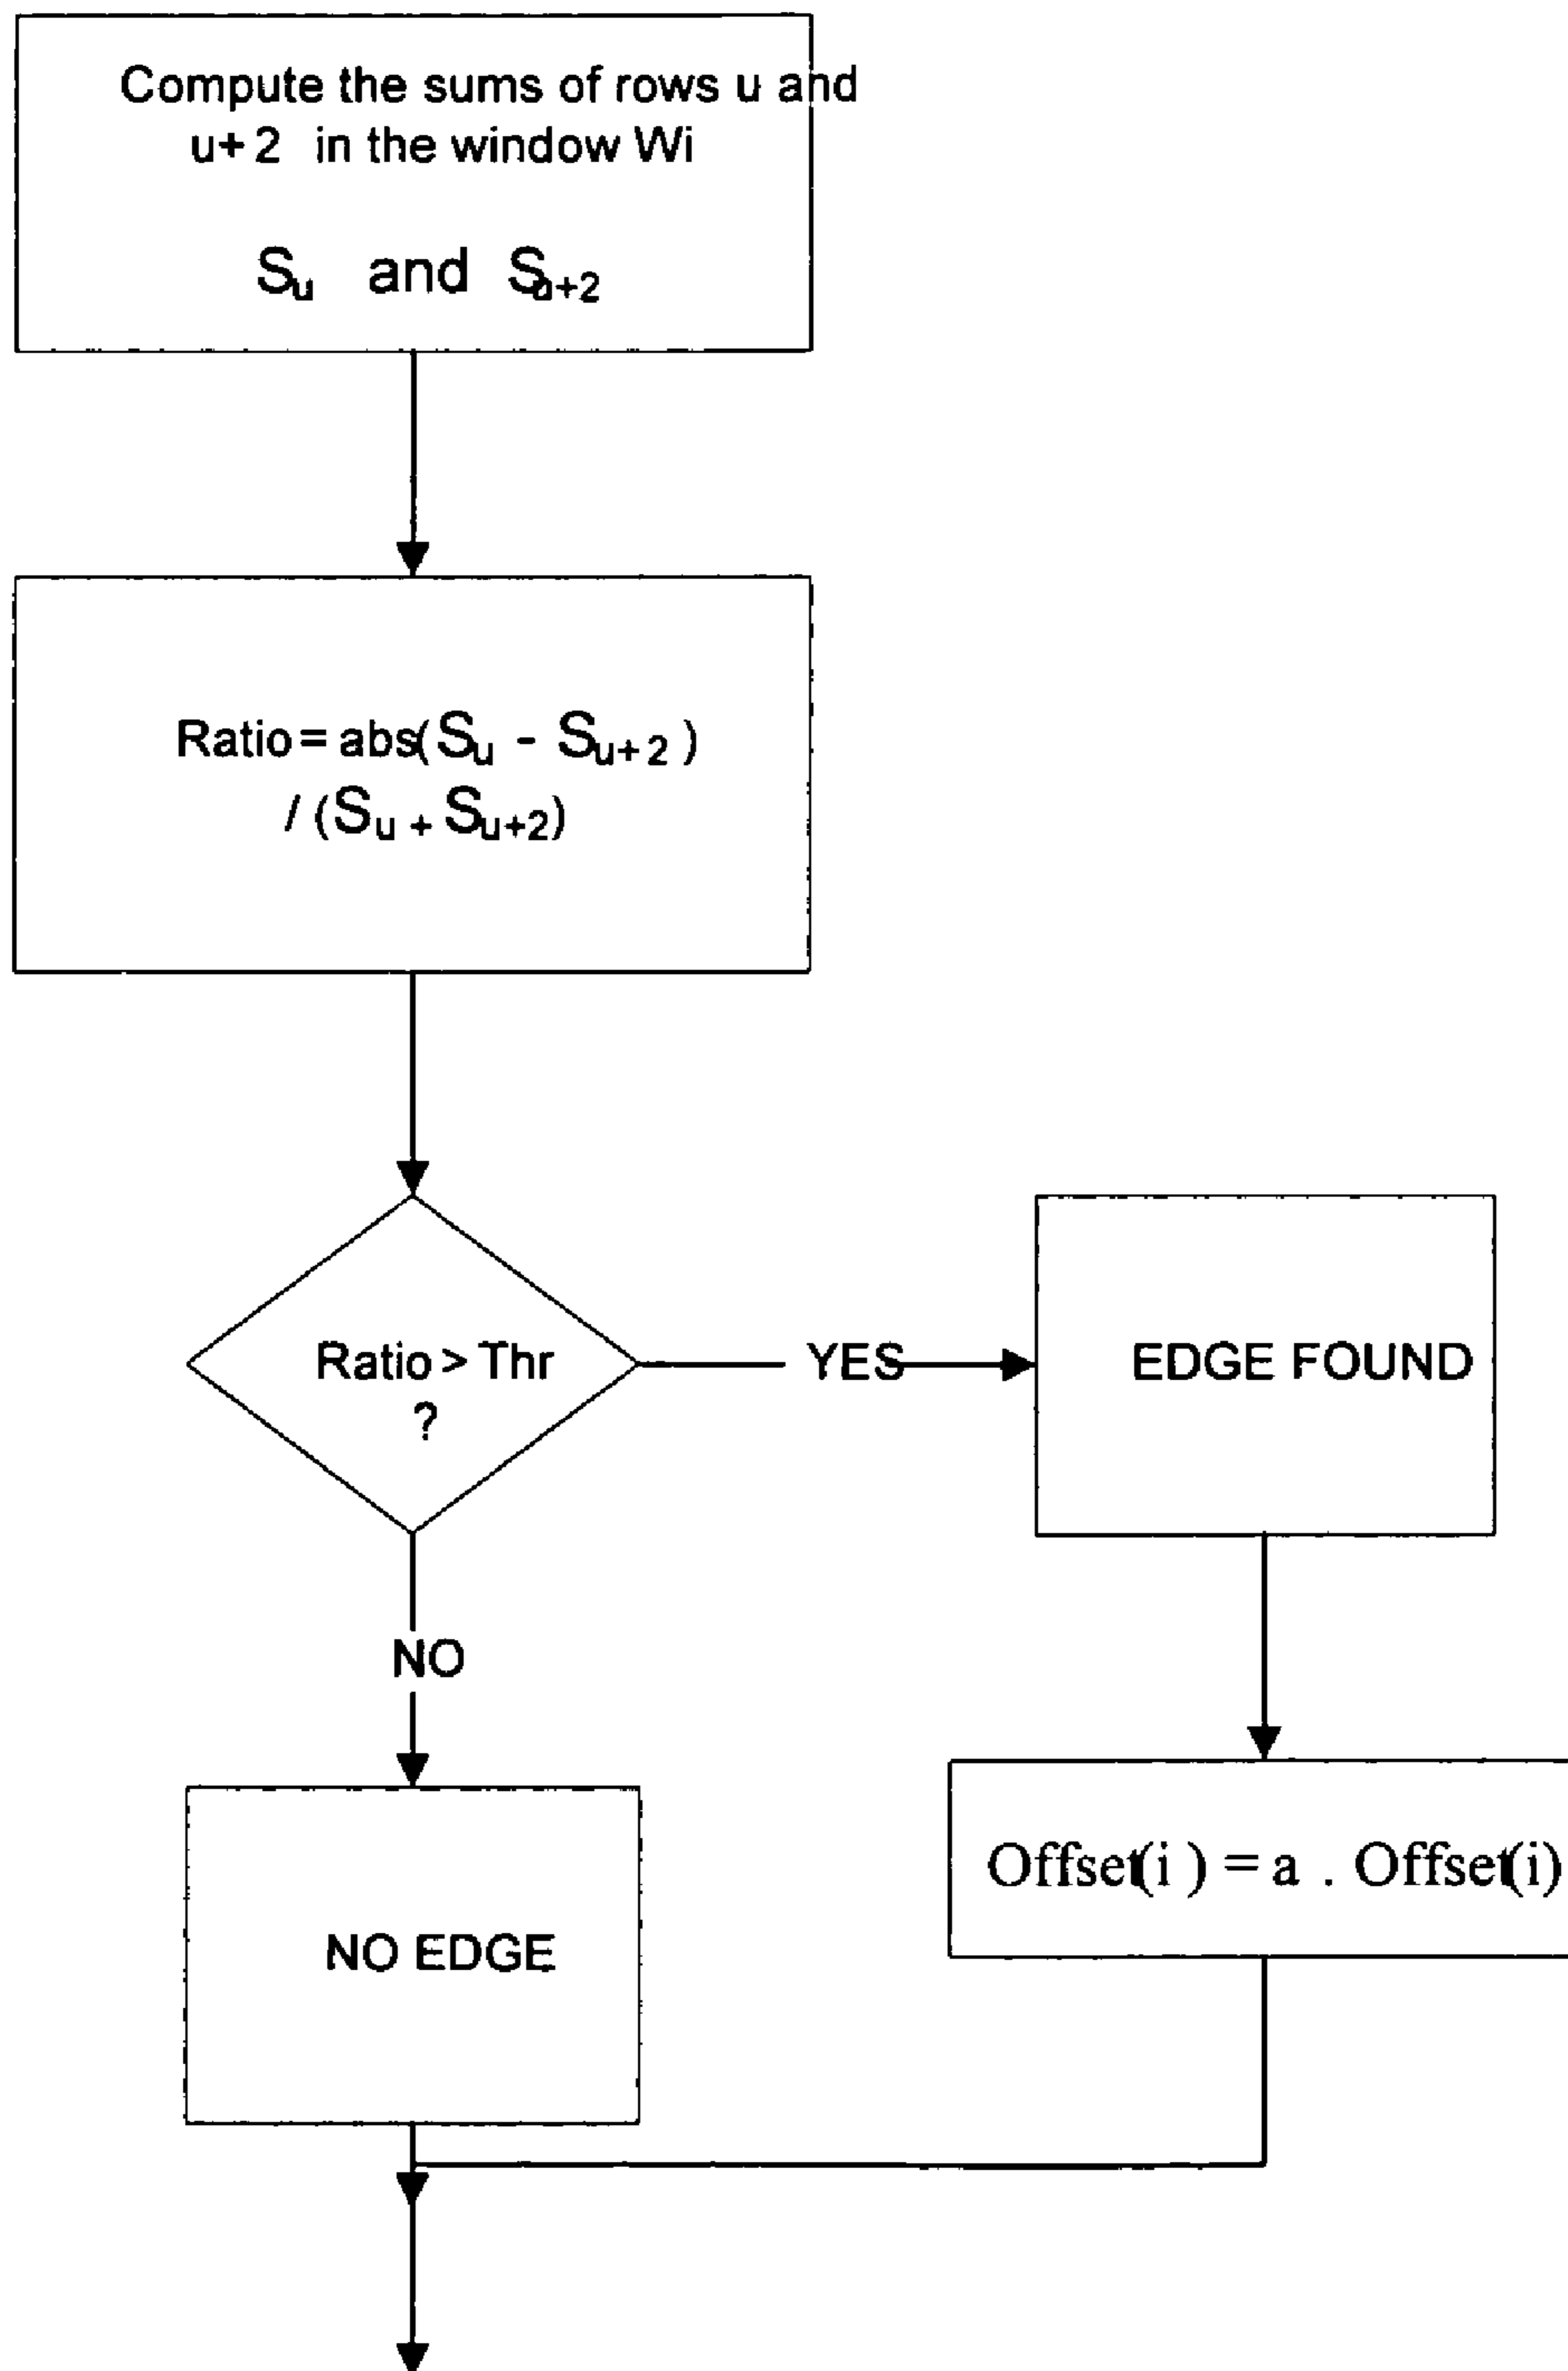 Compute the sums of rows u and
u+2 in the window Wi
Su and Su+2
Ratio = abs(Su - Su+2)
/ (Su + Su+2)
Ratio > Thr
?
YES
EDGE FOUND
NO
Offset(i) = a . Offset(i)
NO EDGE